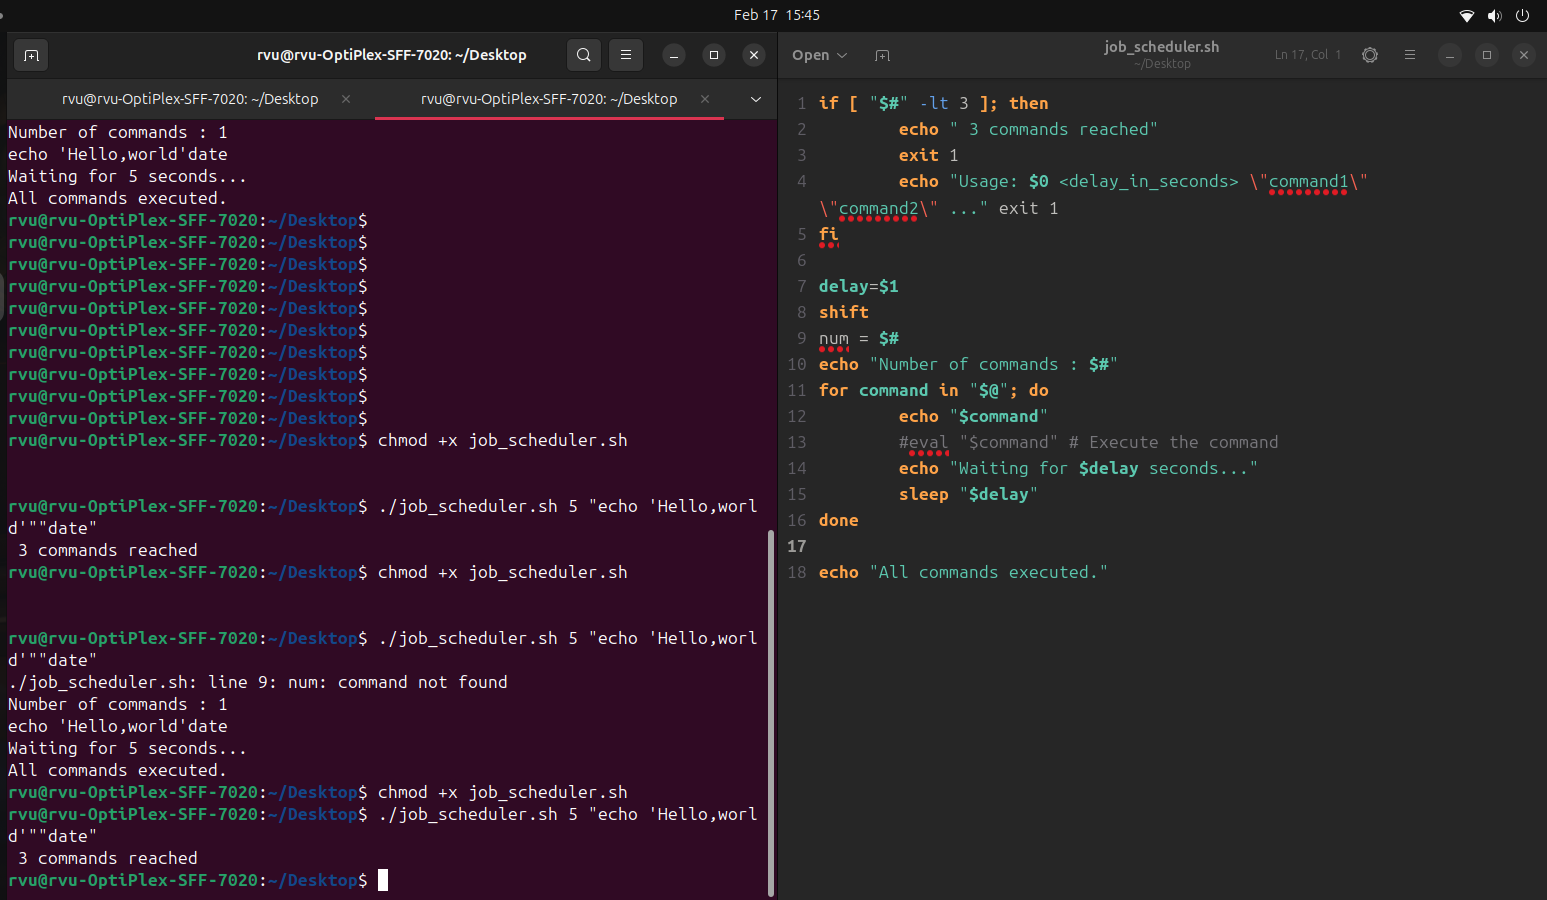 Feb 17 15:45
rvu@rvu-OptiPlex-SFF-7020: ~/Desktop
rvu@rvu-OptiPlex-SFF-7020: ~/Desktop
rvu@rvu-OptiPlex-SFF-7020: ~/Desktop
Number of commands : 1
echo 'Hello,world'date
Waiting for 5 seconds...
All commands executed.
rvu@rvu-OptiPlex-SFF-7020:~/Desktop$
rvu@rvu-OptiPlex-SFF-7020:~/Desktop$
rvu@rvu-OptiPlex-SFF-7020:~/Desktop$
rvu@rvu-OptiPlex-SFF-7020:~/Desktop$
rvu@rvu-OptiPlex-SFF-7020:~/Desktop$
rvu@rvu-OptiPlex-SFF-7020:~/Desktop$
rvu@rvu-OptiPlex-SFF-7020:~/Desktop$
rvu@rvu-OptiPlex-SFF-7020:~/Desktop$
rvu@rvu-OptiPlex-SFF-7020:~/Desktop$
rvu@rvu-OptiPlex-SFF-7020:~/Desktop$
rvu@rvu-OptiPlex-SFF-7020:~/Desktop$ chmod +x job_scheduler.sh
rvu@rvu-OptiPlex-SFF-7020:~/Desktop$ ./job_scheduler.sh 5 "echo 'Hello,worl
d'""date"
 3 commands reached
rvu@rvu-OptiPlex-SFF-7020:~/Desktop$ chmod +x job_scheduler.sh
rvu@rvu-OptiPlex-SFF-7020:~/Desktop$ ./job_scheduler.sh 5 "echo 'Hello,worl
d'""date"
./job_scheduler.sh: line 9: num: command not found
Number of commands : 1
echo 'Hello,world'date
Waiting for 5 seconds...
All commands executed.
rvu@rvu-OptiPlex-SFF-7020:~/Desktop$ chmod +x job_scheduler.sh
rvu@rvu-OptiPlex-SFF-7020:~/Desktop$ ./job_scheduler.sh 5 "echo 'Hello,worl
d'""date"
 3 commands reached
rvu@rvu-OptiPlex-SFF-7020:~/Desktop$
Open
job_scheduler.sh
~/Desktop
Ln 17, Col 1
1 if [ "$#" -lt 3 ]; then
2 echo " 3 commands reached"
3 exit 1
4 echo "Usage: $0 <delay_in_seconds> \"command1\"
\"command2\" ..." exit 1
5 fi
6
7 delay=$1
8 shift
9 num = $#
10 echo "Number of commands : $#"
11 for command in "$@"; do
12 echo "$command"
13 #eval "$command" # Execute the command
14 echo "Waiting for $delay seconds..."
15 sleep "$delay"
16 done
17
18 echo "All commands executed."